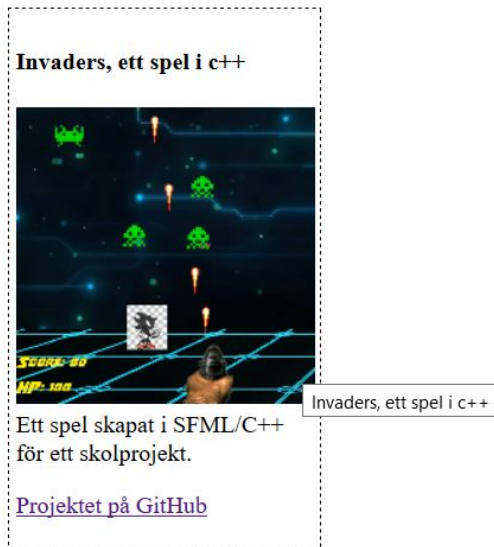 Invaders, ett spel i c++
SCORE: 80
HP: 100
Invaders, ett spel i c++
Ett spel skapat i SFML/C++
för ett skolprojekt.
Projektet på GitHub